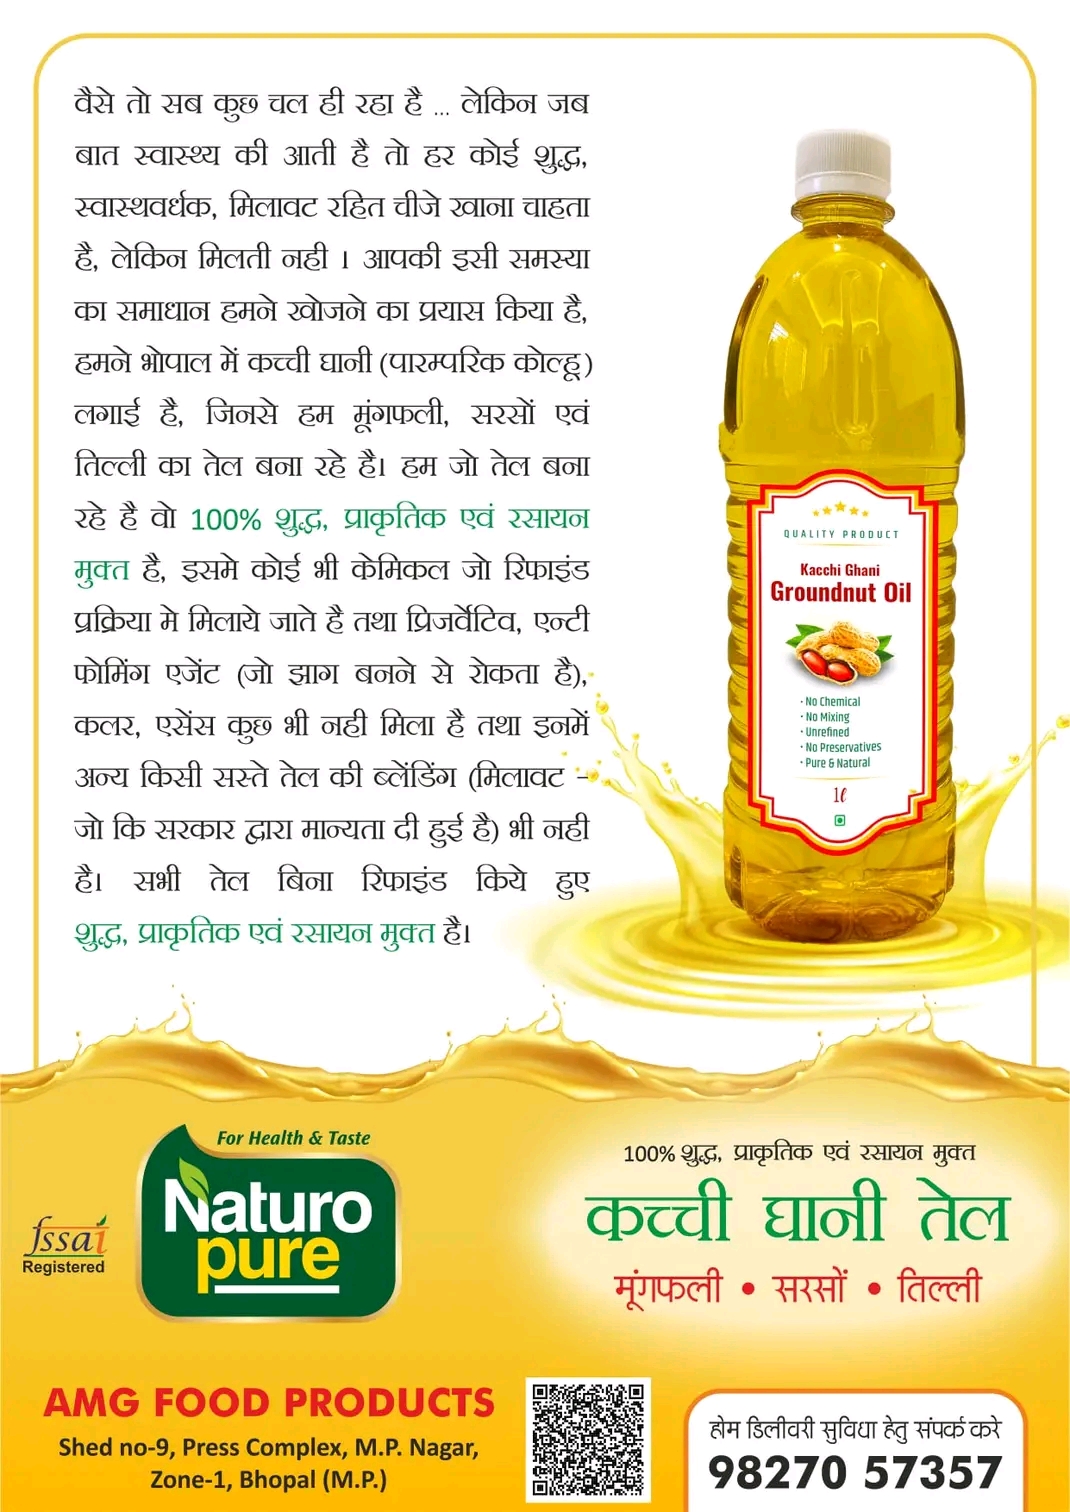 वैसे तो सब कुछ चल ही रहा है ... लेकिन जब
बात स्वास्थ्य की आती है तो हर कोई शुद्ध,
स्वास्थवर्धक, मिलावट रहित चीजे खाना चाहता
है, लेकिन मिलती नही । आपकी इसी समस्या
का समाधान हमने खोजने का प्रयास किया है,
हमने भोपाल में कच्ची घानी (पारम्परिक कोल्हू)
लगाई है, जिनसे हम मूंगफली, सरसों एवं
तिल्ली का तेल बना रहे है। हम जो तेल बना
रहे है वो 100% शुद्ध, प्राकृतिक एवं रसायन
मुक्त है, इसमे कोई भी केमिकल जो रिफाइंड
प्रक्रिया मे मिलाये जाते है तथा प्रिजर्वेटिव, एन्टी
फोमिंग एजेंट (जो झाग बनने से रोकता है),
कलर, एसेंस कुछ भी नही मिला है तथा इनमें
अन्य किसी सस्ते तेल की ब्लेंडिंग (मिलावट -
जो कि सरकार द्वारा मान्यता दी हुई है) भी नही
है। सभी तेल बिना रिफाइंड किये हुए
शुद्ध, प्राकृतिक एवं रसायन मुक्त है।
QUALITY PRODUCT
Kacchi Ghani
Groundnut Oil
· No Chemical
· No Mixing
· Unrefined
· No Preservatives
· Pure & Natural
1ℓ
For Health & Taste
Naturo
pure
fssai
Registered
100% शुद्ध, प्राकृतिक एवं रसायन मुक्त
कच्ची घानी तेल
मूंगफली • सरसों • तिल्ली
AMG FOOD PRODUCTS
Shed no-9, Press Complex, M.P. Nagar,
Zone-1, Bhopal (M.P.)
होम डिलीवरी सुविधा हेतु संपर्क करे
98270 57357